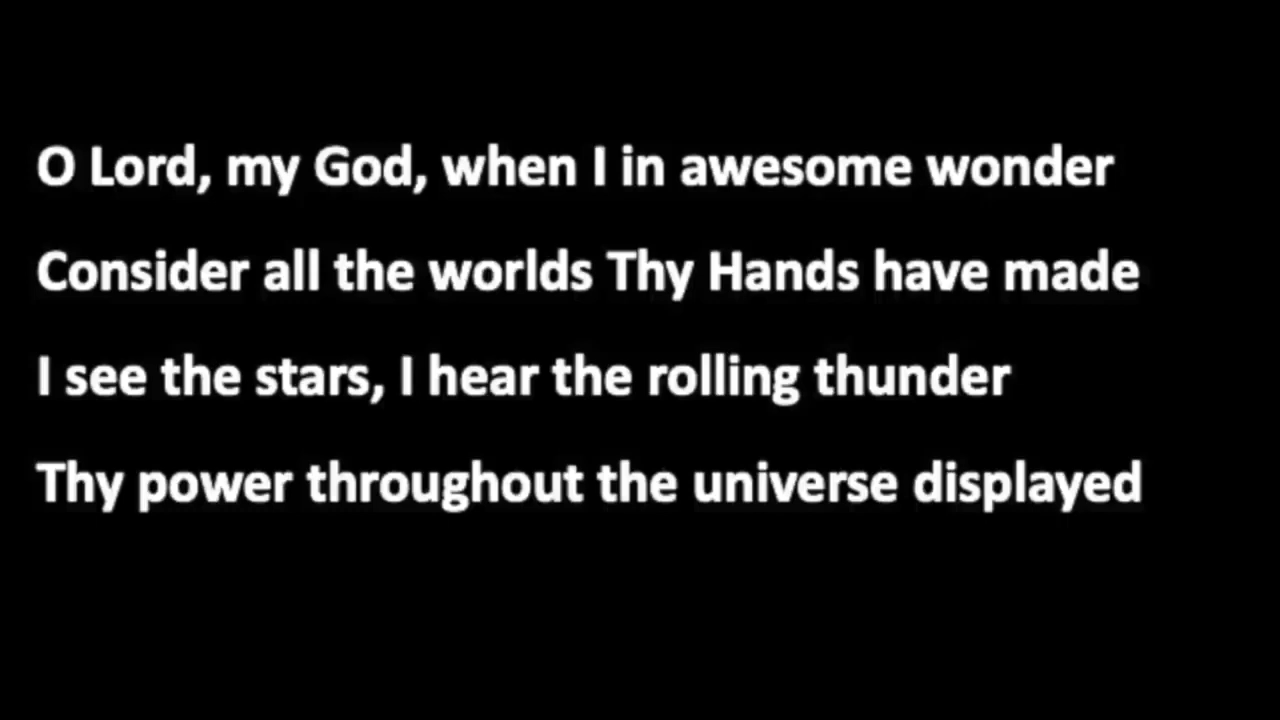 O Lord, my God, when I in awesome wonder
Consider all the worlds Thy Hands have made
I see the stars, I hear the rolling thunder
Thy power throughout the universe displayed